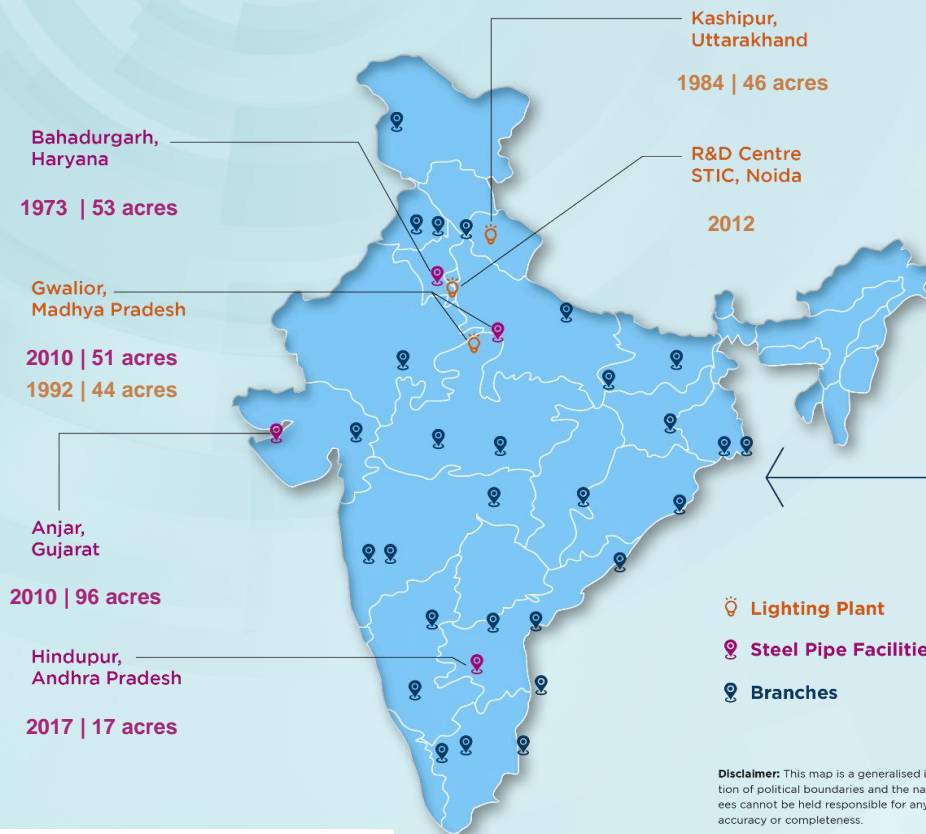 Kashipur,
Uttarakhand
1984 | 46 acres
Bahadurgarh,
Haryana
1973 | 53 acres
R&D Centre
STIC, Noida
2012
Gwalior,
Madhya Pradesh
2010 | 51 acres
1992 | 44 acres
Anjar,
Gujarat
2010 | 96 acres
Hindupur,
Andhra Pradesh
2017 | 17 acres
Lighting Plant
Steel Pipe Facilitie
Branches
Disclaimer: This map is a generalised i
tion of political boundaries and the na
ees cannot be held responsible for any
accuracy or completeness.